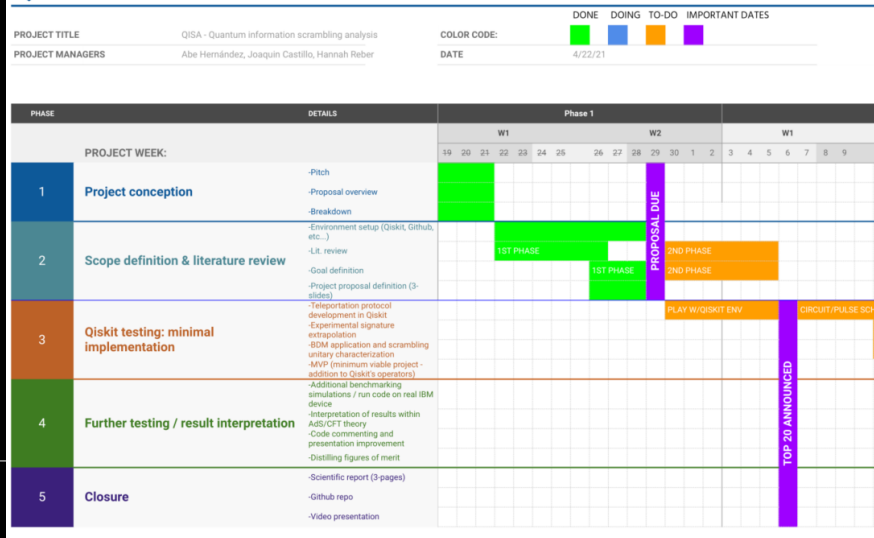 DONE DOING TO-DO IMPORTANT DATES
PROJECT TITLE QISA - Quantum information scrambling analysis COLOR CODE:
PROJECT MANAGERS Abe Hernández, Joaquin Castillo, Hannah Reber DATE 4/22/21
PHASE DETAILS Phase 1
W1 W2 W1
PROJECT WEEK: 19 20 21 22 23 24 25 26 27 28 29 30 1 2 3 4 5 6 7 8 9
1 Project conception
-Pitch
-Proposal overview
-Breakdown
2 Scope definition & literature review
-Environment setup (Qiskit, Github,
etc...)
-Lit. review
1ST PHASE 2ND PHASE
-Goal definition
1ST PHASE 2ND PHASE
-Project proposal definition (3-
slides)
PROPOSAL DUE
3 Qiskit testing: minimal
implementation
-Teleportation protocol
development in Qiskit
PLAY W/QISKIT ENV CIRCUIT/PULSE SCH
-Experimental signature
extrapolation
-BDM application and scrambling
unitary characterization
-MVP (minimum viable project -
addition to Qiskit's operators)
TOP 20 ANNOUNCED
4 Further testing / result interpretation
-Additional benchmarking
simulations / run code on real IBM
device
-Interpretation of results within
AdS/CFT theory
-Code commenting and
presentation improvement
-Distilling figures of merit
5 Closure
-Scientific report (3-pages)
-Github repo
-Video presentation